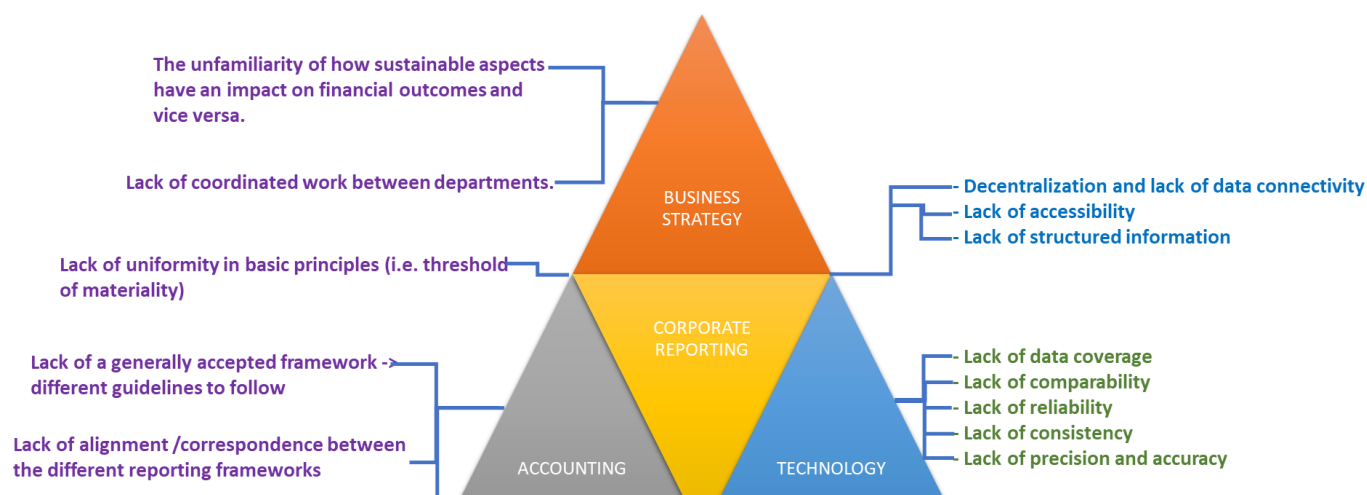 The unfamiliarity of how sustainable aspects
have an impact on financial outcomes and
vice versa.
Lack of coordinated work between departments.
BUSINESS
STRATEGY
- Decentralization and lack of data connectivity
- Lack of accessibility
- Lack of structured information
Lack of uniformity in basic principles (i.e. threshold
of materiality)
CORPORATE
REPORTING
Lack of a generally accepted framework ->
different guidelines to follow
- Lack of data coverage
- Lack of comparability
- Lack of reliability
- Lack of consistency
- Lack of precision and accuracy
Lack of alignment /correspondence between
the different reporting frameworks
ACCOUNTING
TECHNOLOGY